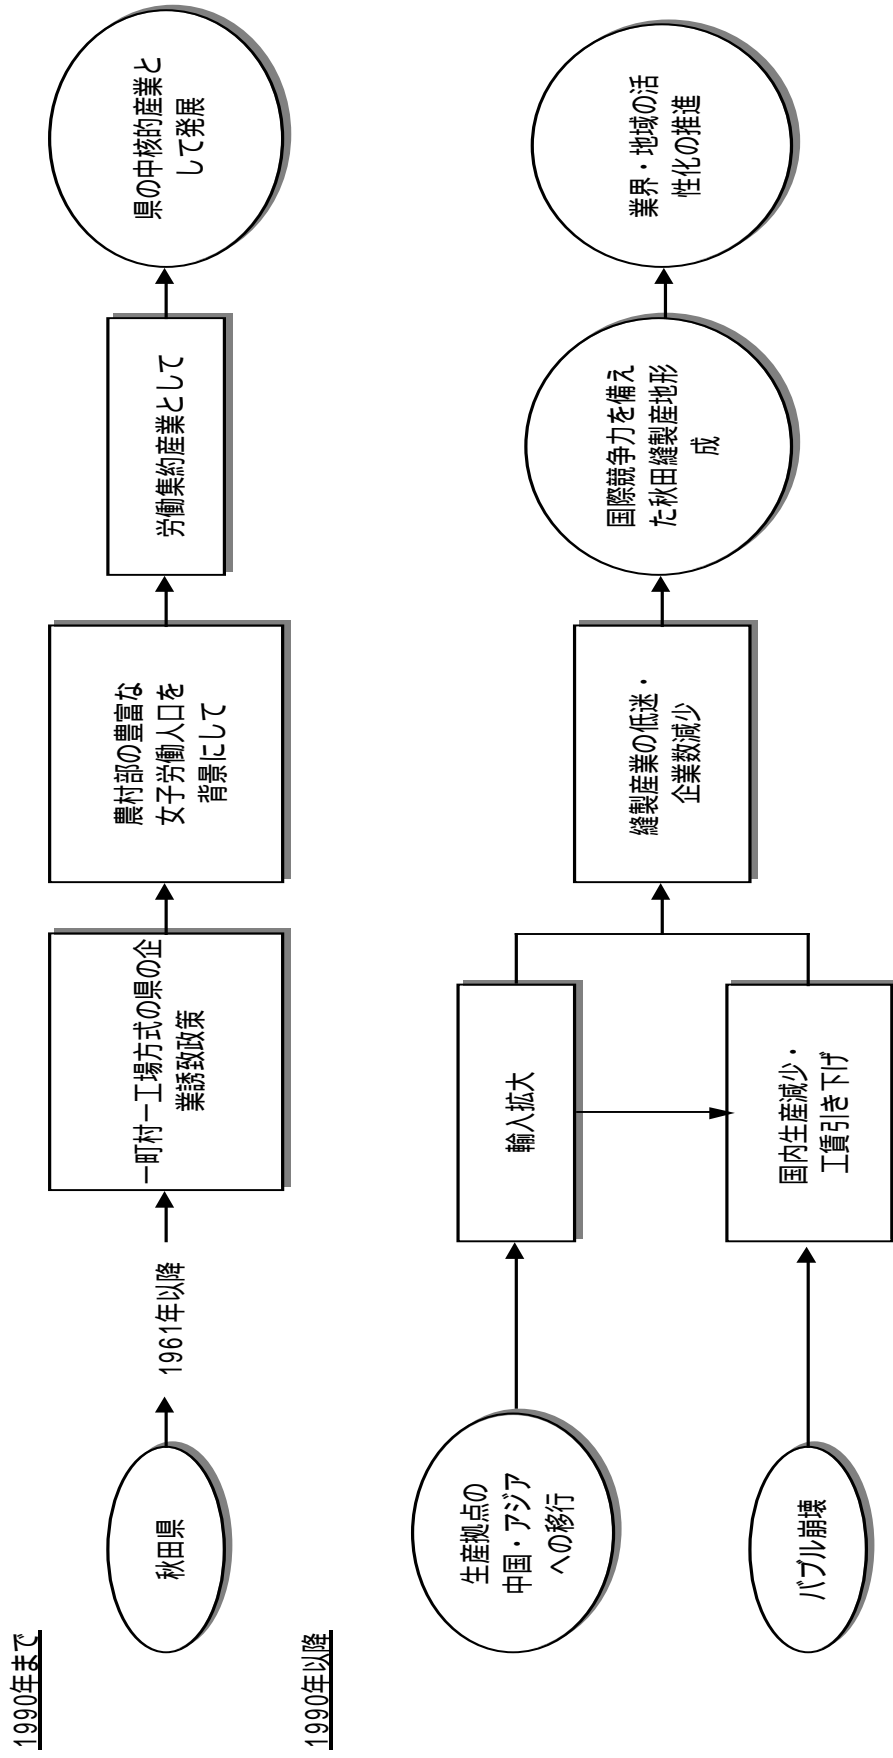 1990年まで
秋田県
1961年以降
一町村一工場方式の県の企
業誘致政策
農村部の豊富な
女子労働人口を
背景にして
労働集約産業として
県の中核的産業と
して発展
1990年以降
生産拠点の
中国・アジア
への移行
輸入拡大
バブル崩壊
国内生産減少・
工賃引き下げ
縫製産業の低迷・
企業数減少
国際競争力を備え
た秋田縫製産地形
成
業界・地域の活
性化の推進